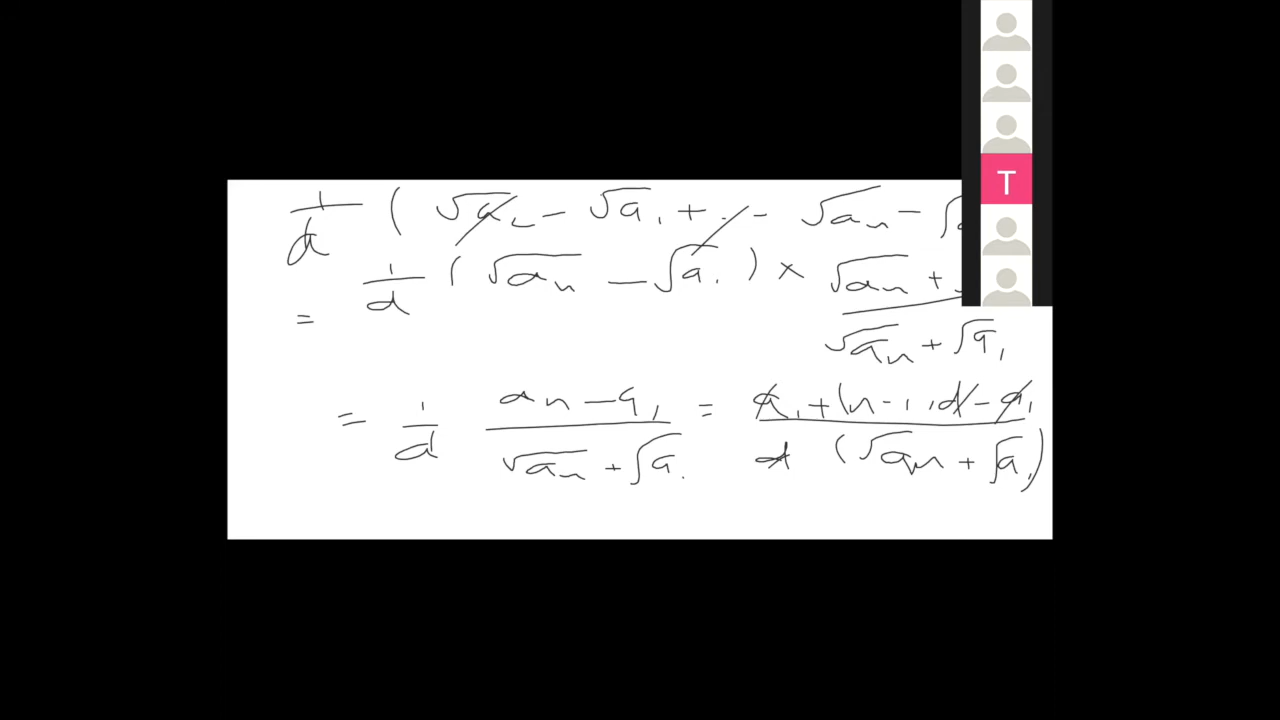 T
1/d ( √a₂ − √a₁ + . . − √aₙ − √
= 1/d ( √aₙ − √a₁ ) × (√aₙ + √)/(√aₙ + √a₁)
= 1/d (aₙ − a₁)/(√aₙ + √a₁) = (a₁ + (n − 1)d − a₁)/(d (√aₙ + √a₁))